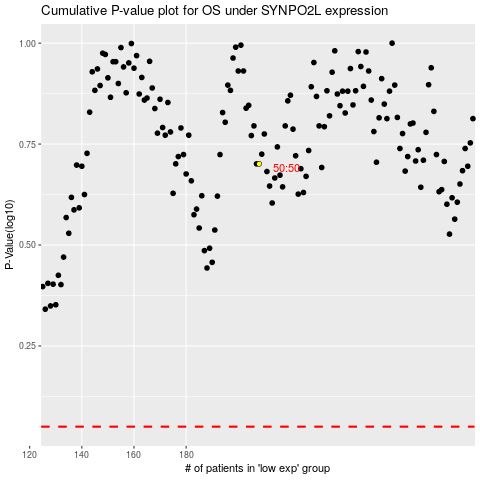 Cumulative P-value plot for OS under SYNPO2L expression
P-Value(log10)
1.00
0.75
0.50
0.25
50:50
120 140 160 180
# of patients in 'low exp' group